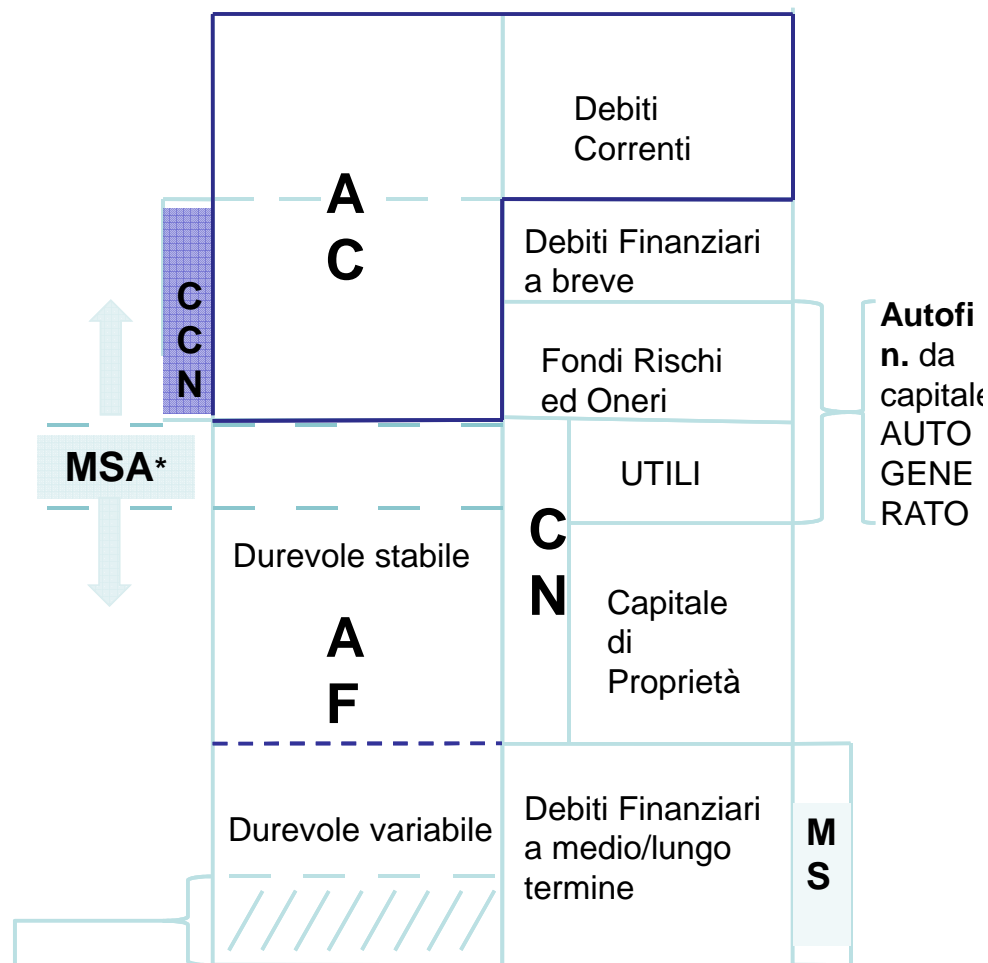 Debiti
Correnti
A
C
Debiti Finanziari
a breve
C
C
N
Fondi Rischi
ed Oneri
Autofi
n. da
capitale
AUTO
GENE
RATO
MSA*
UTILI
C
N
Durevole stabile
Capitale
di
Proprietà
A
F
Durevole variabile
Debiti Finanziari
a medio/lungo
termine
M
S